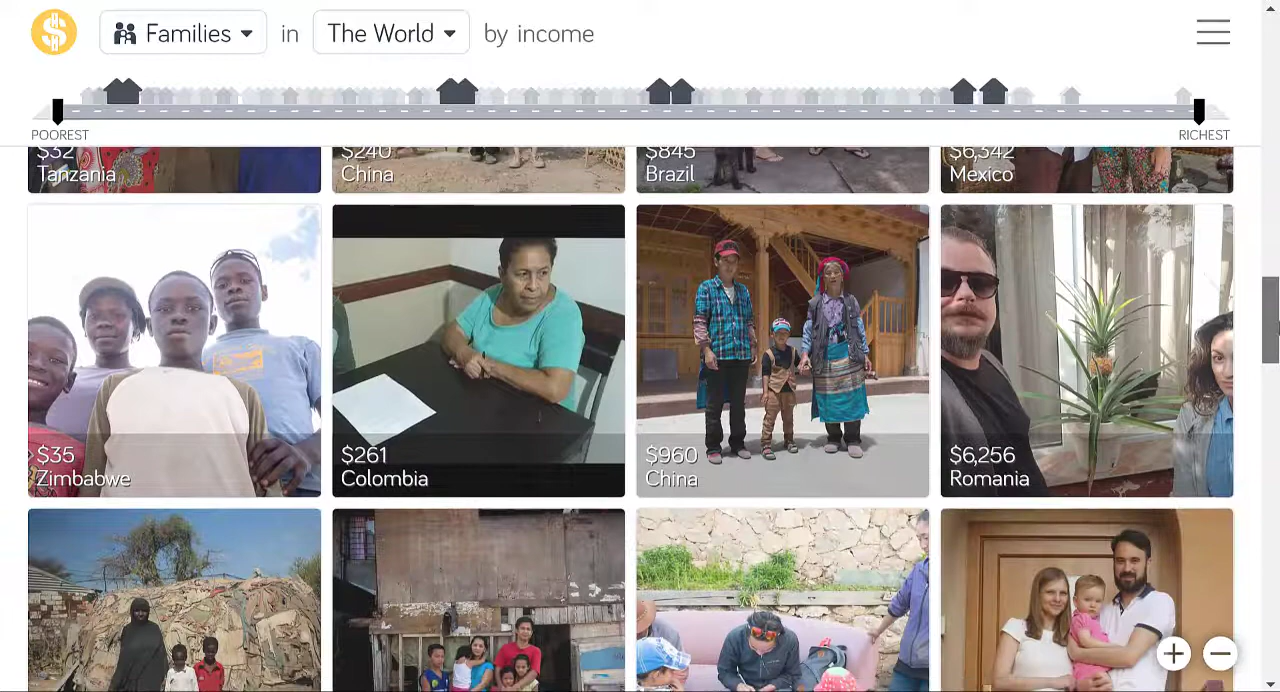 Families in The World by income
POOREST
RICHEST
$32
Tanzania
$240
China
$845
Brazil
$6,342
Mexico
$35
Zimbabwe
$261
Colombia
$960
China
$6,256
Romania